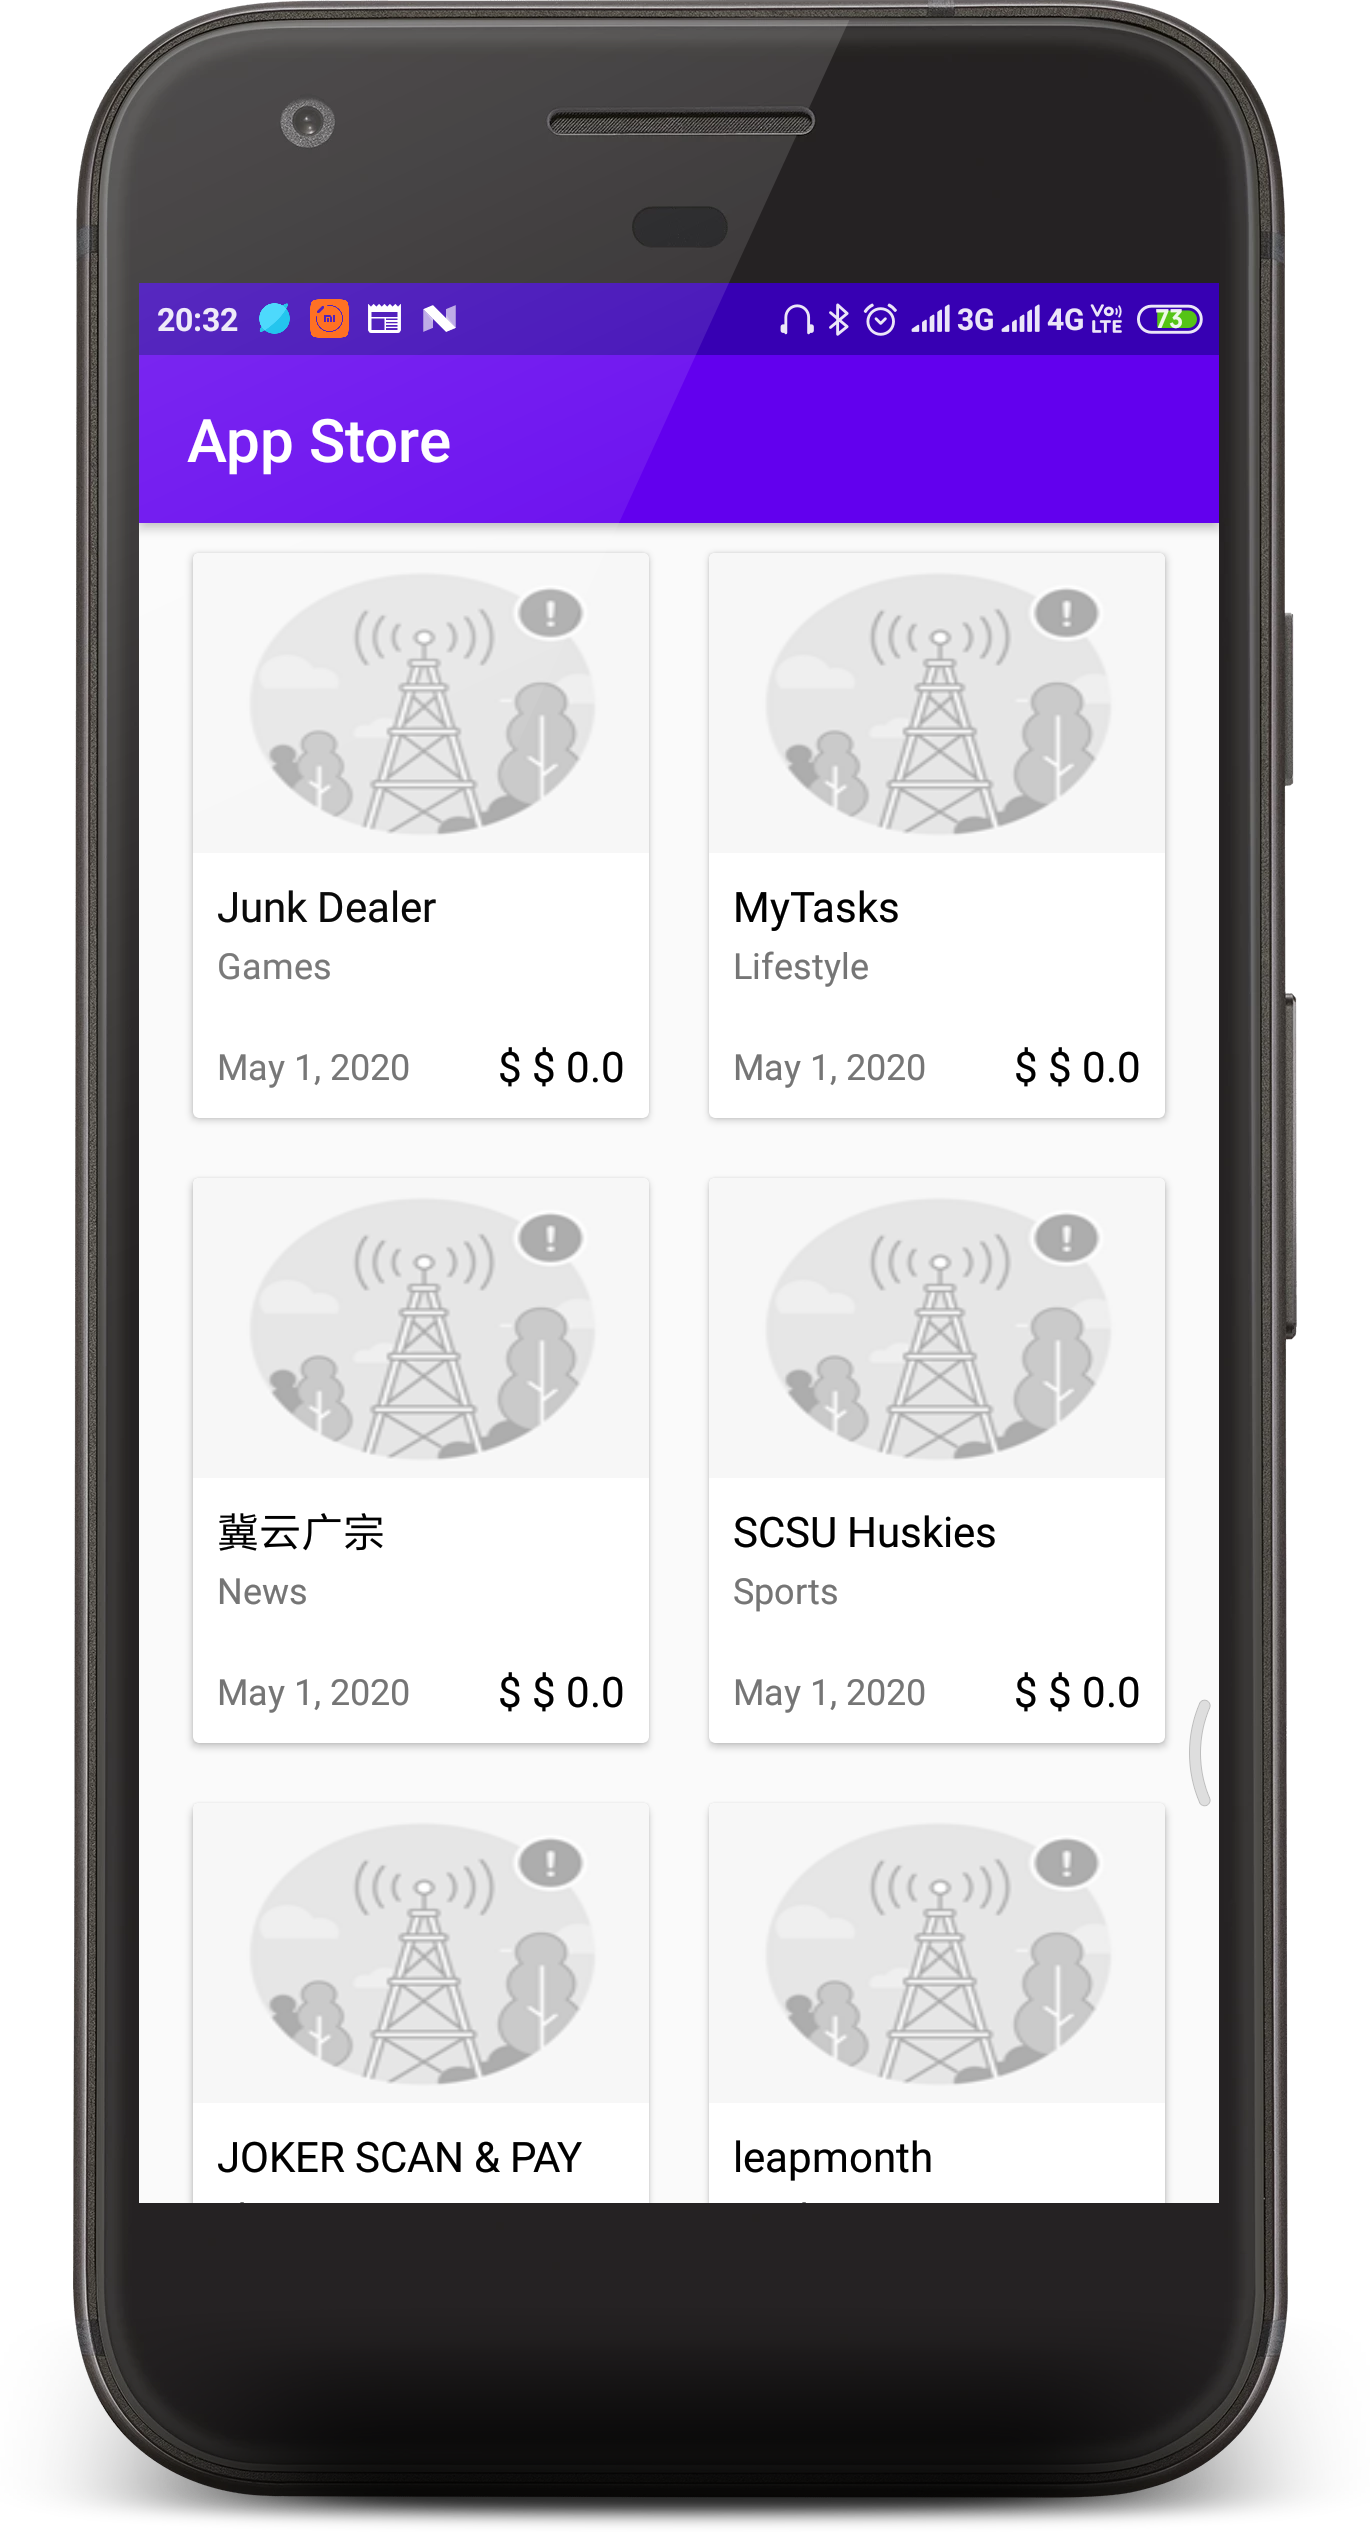 20:32 3G 4G Vo) LTE 73
App Store
Junk Dealer
Games
May 1, 2020 $ $ 0.0
MyTasks
Lifestyle
May 1, 2020 $ $ 0.0
冀云广宗
News
May 1, 2020 $ $ 0.0
SCSU Huskies
Sports
May 1, 2020 $ $ 0.0
JOKER SCAN & PAY
leapmonth